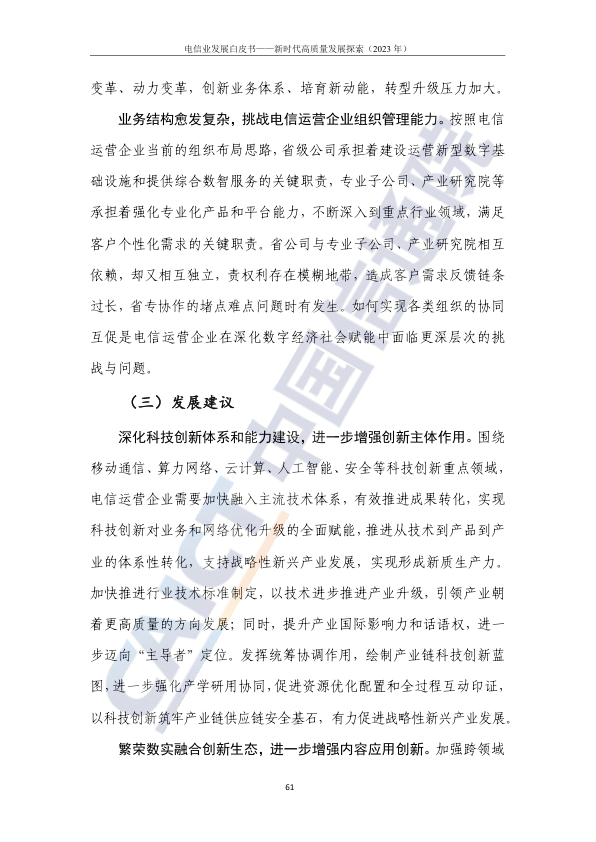 电信业发展白皮书——新时代高质量发展探索（2023 年）
变革、动力变革，创新业务体系、培育新动能，转型升级压力加大。
业务结构愈发复杂，挑战电信运营企业组织管理能力。按照电信
运营企业当前的组织布局思路，省级公司承担着建设运营新型数字基
础设施和提供综合数智服务的关键职责，专业子公司、产业研究院等
承担着强化专业化产品和平台能力，不断深入到重点行业领域，满足
客户个性化需求的关键职责。省公司与专业子公司、产业研究院相互
依赖，却又相互独立，责权利存在模糊地带，造成客户需求反馈链条
过长，省专协作的堵点难点问题时有发生。如何实现各类组织的协同
互促是电信运营企业在深化数字经济社会赋能中面临更深层次的挑
战与问题。
（三）发展建议
深化科技创新体系和能力建设，进一步增强创新主体作用。围绕
移动通信、算力网络、云计算、人工智能、安全等科技创新重点领域，
电信运营企业需要加快融入主流技术体系，有效推进成果转化，实现
科技创新对业务和网络优化升级的全面赋能，推进从技术到产品到产
业的体系性转化，支持战略性新兴产业发展，实现形成新质生产力。
加快推进行业技术标准制定，以技术进步推进产业升级，引领产业朝
着更高质量的方向发展；同时，提升产业国际影响力和话语权，进一
步迈向“主导者”定位。发挥统筹协调作用，绘制产业链科技创新蓝
图，进一步强化产学研用协同，促进资源优化配置和全过程互动印证，
以科技创新筑牢产业链供应链安全基石，有力促进战略性新兴产业发展。
繁荣数实融合创新生态，进一步增强内容应用创新。加强跨领域
61
CAICT 中国信通院